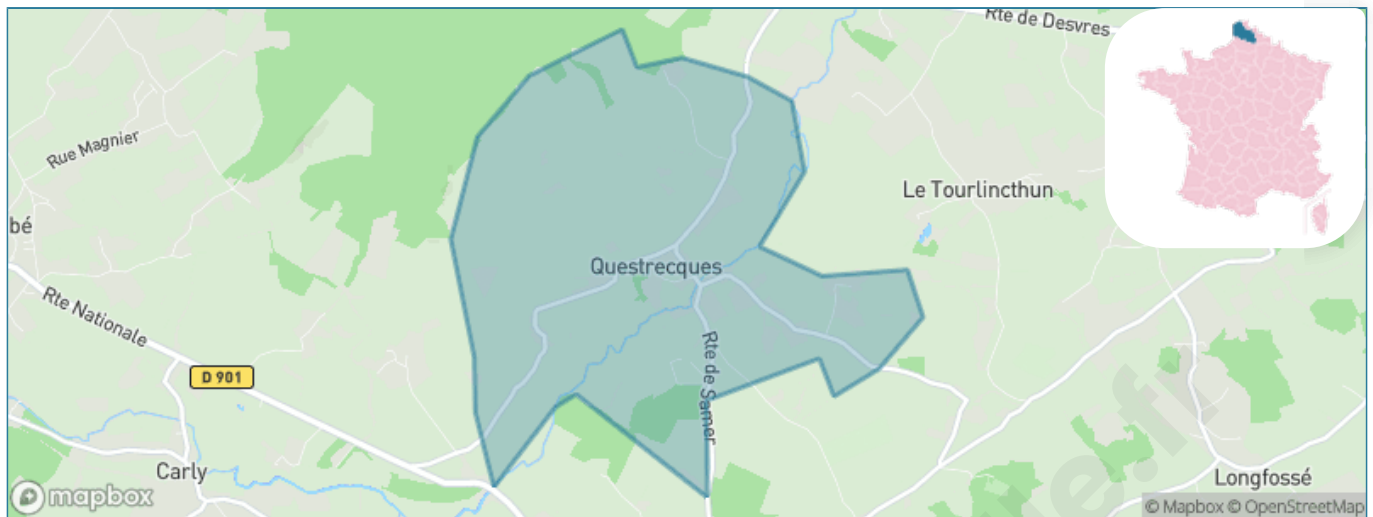 Rte de Desvres
Rue Magnier
Le Tourlincthun
bé
Questrecques
Rte Nationale
D 901
Rte de Samer
Carly
Longfossé
mapbox
© Mapbox © OpenStreetMap